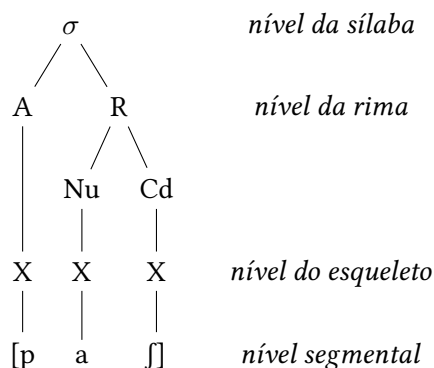 σ nível da sílaba
A R nível da rima
Nu Cd
X X X nível do esqueleto
[p a ʃ] nível segmental